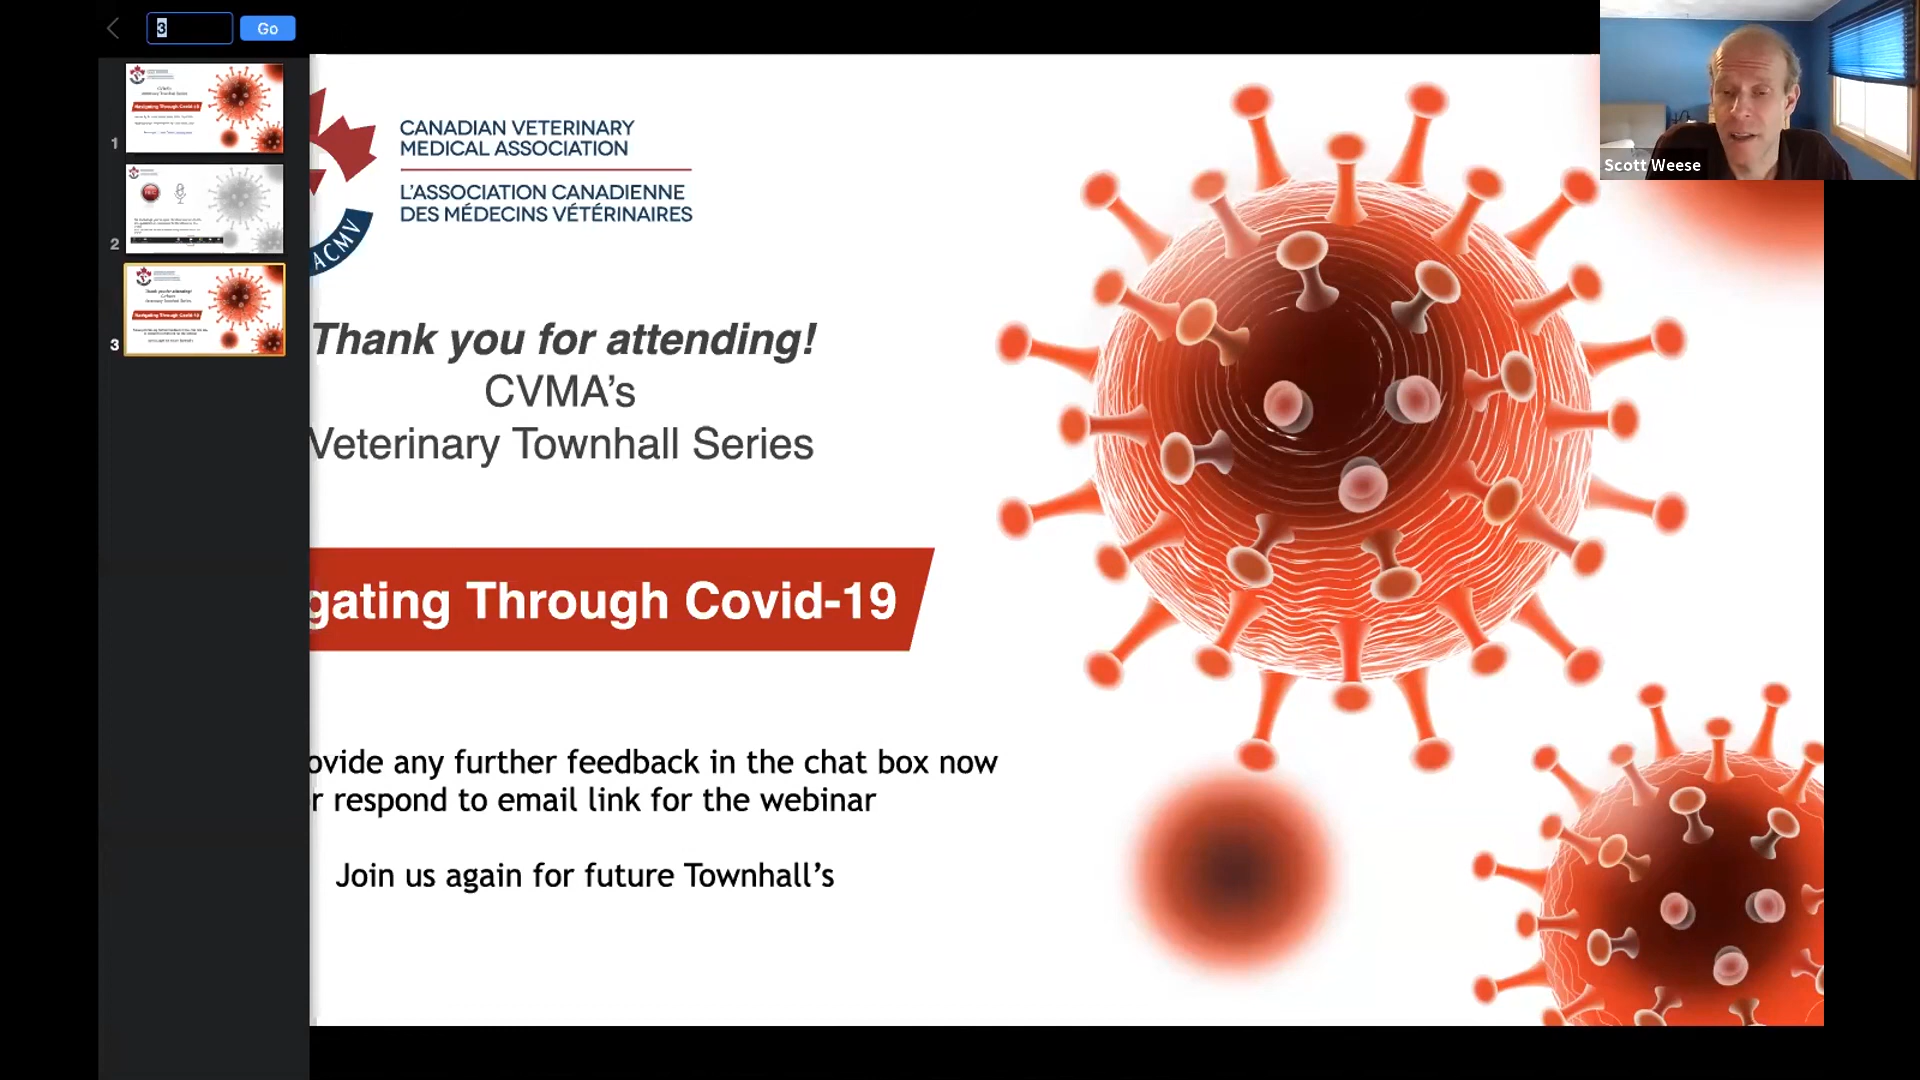 3
Go
Scott Weese
1
2
3
CANADIAN VETERINARY
MEDICAL ASSOCIATION
L'ASSOCIATION CANADIENNE
DES MÉDECINS VÉTÉRINAIRES
ACMV
Thank you for attending!
CVMA's
Veterinary Townhall Series
gating Through Covid-19
ovide any further feedback in the chat box now
r respond to email link for the webinar
Join us again for future Townhall's